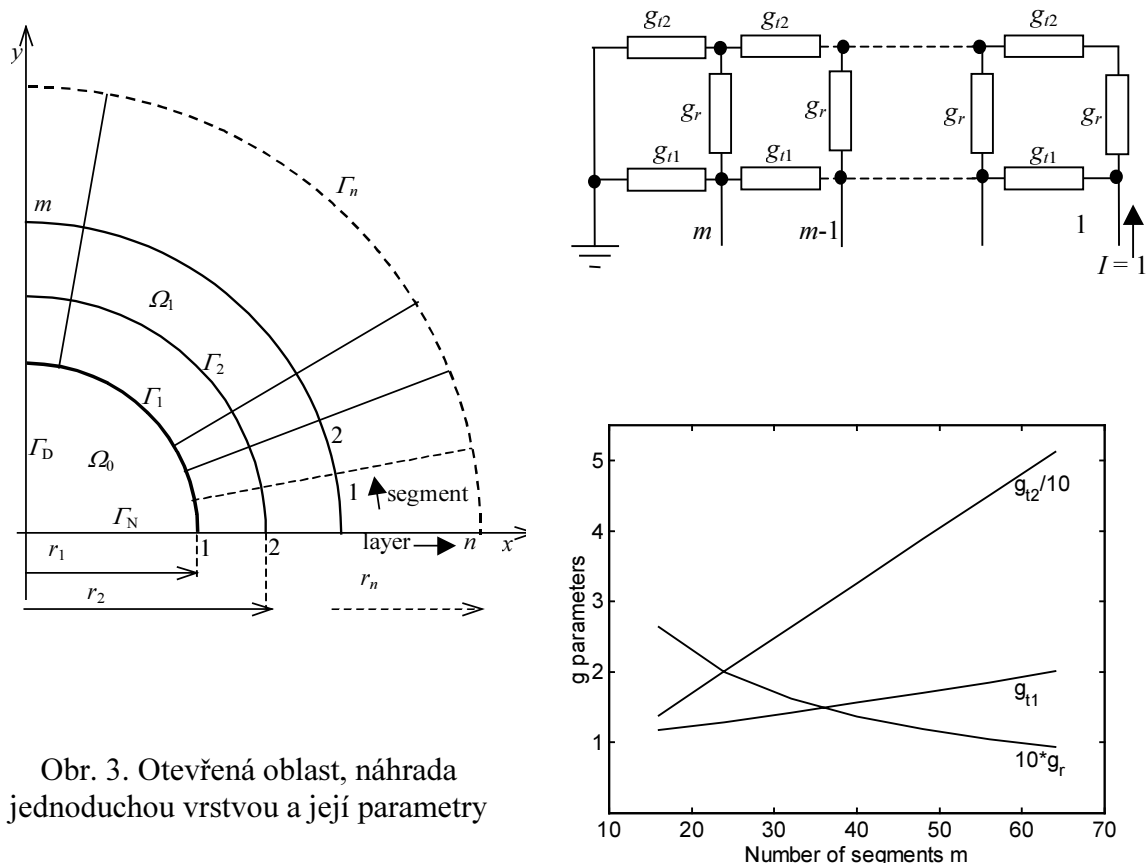 y
Γn
m
Ω1
Γ2
Γ1
2
ΓD
Ω0
1
segment
ΓN
1
2
layer
n
x
r1
r2
rn
gt2
gt2
gt2
gr
gr
gr
gr
gt1
gt1
gt1
m
m-1
1
I = 1
5
gt2/10
4
3
2
gt1
1
10*gr
g parameters
10 20 30 40 50 60 70
Number of segments m
Obr. 3. Otevřená oblast, náhrada
jednoduchou vrstvou a její parametry